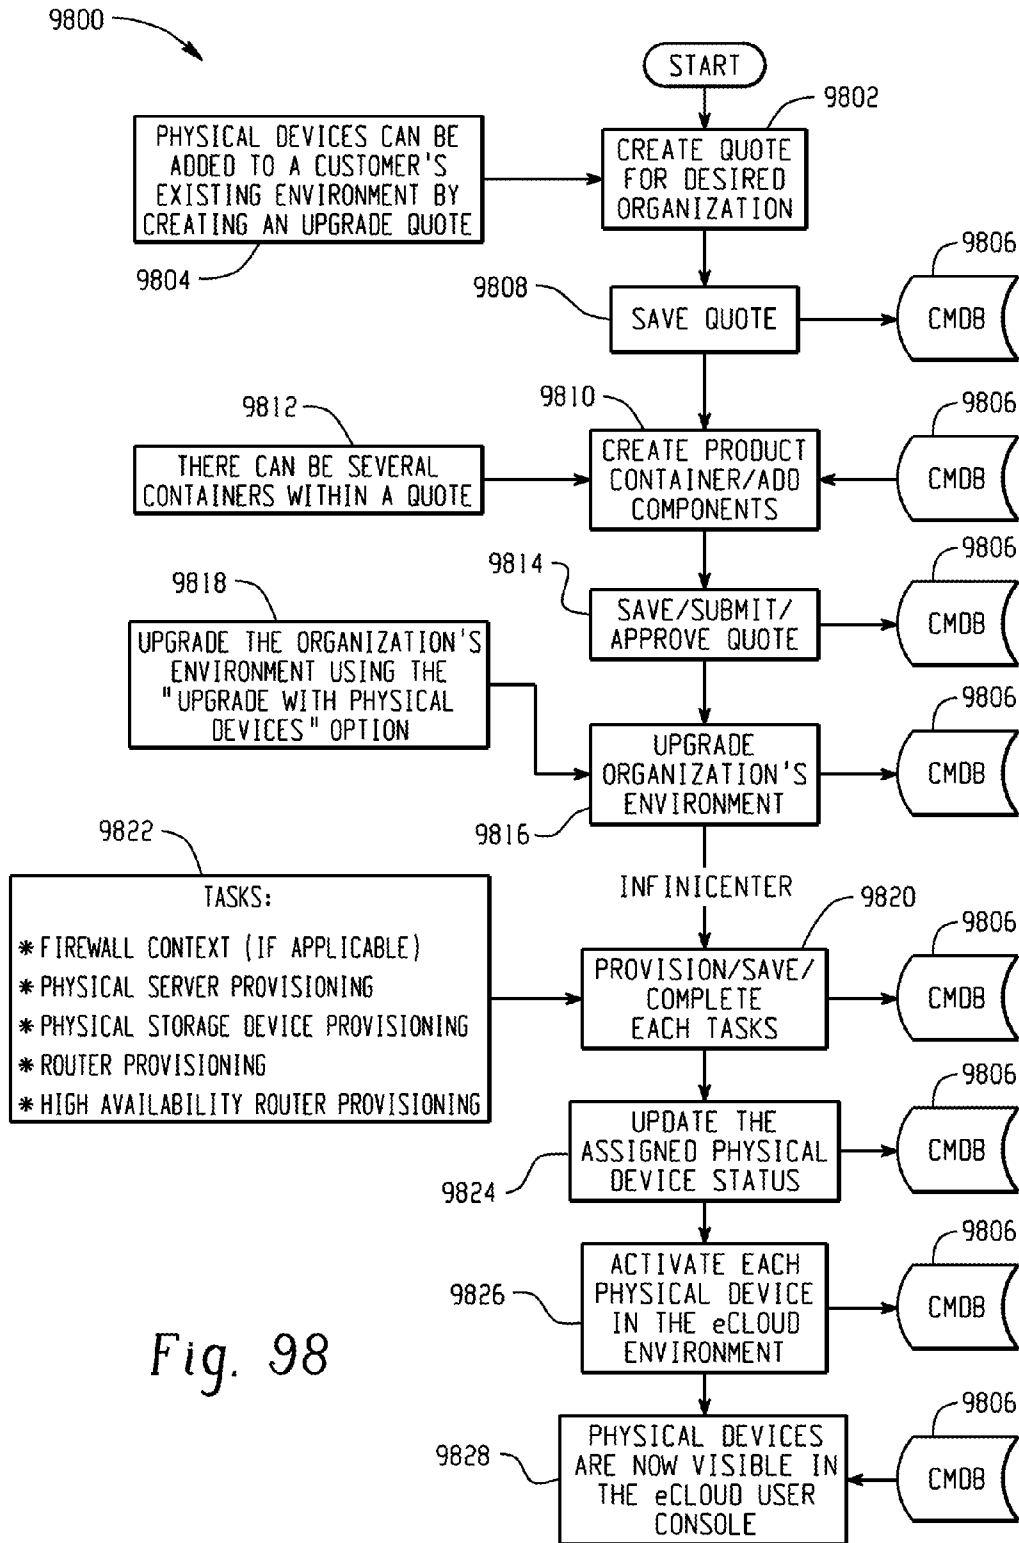 9800
START
9802
PHYSICAL DEVICES CAN BE
ADDED TO A CUSTOMER'S
EXISTING ENVIRONMENT BY
CREATING AN UPGRADE QUOTE
CREATE QUOTE
FOR DESIRED
ORGANIZATION
9804
9808
SAVE QUOTE
9806
CMDB
9812
THERE CAN BE SEVERAL
CONTAINERS WITHIN A QUOTE
9810
CREATE PRODUCT
CONTAINER/ADD
COMPONENTS
9806
CMDB
9814
SAVE/SUBMIT/
APPROVE QUOTE
9806
CMDB
9818
UPGRADE THE ORGANIZATION'S
ENVIRONMENT USING THE
"UPGRADE WITH PHYSICAL
DEVICES" OPTION
UPGRADE
ORGANIZATION'S
ENVIRONMENT
9816
9806
CMDB
INFINICENTER
9822
TASKS:
* FIREWALL CONTEXT (IF APPLICABLE)
* PHYSICAL SERVER PROVISIONING
* PHYSICAL STORAGE DEVICE PROVISIONING
* ROUTER PROVISIONING
* HIGH AVAILABILITY ROUTER PROVISIONING
9820
PROVISION/SAVE/
COMPLETE
EACH TASKS
9806
CMDB
UPDATE THE
ASSIGNED PHYSICAL
DEVICE STATUS
9824
9806
CMDB
ACTIVATE EACH
PHYSICAL DEVICE
IN THE eCLOUD
ENVIRONMENT
9826
9806
CMDB
PHYSICAL DEVICES
ARE NOW VISIBLE IN
THE eCLOUD USER
CONSOLE
9828
9806
CMDB
Fig. 98